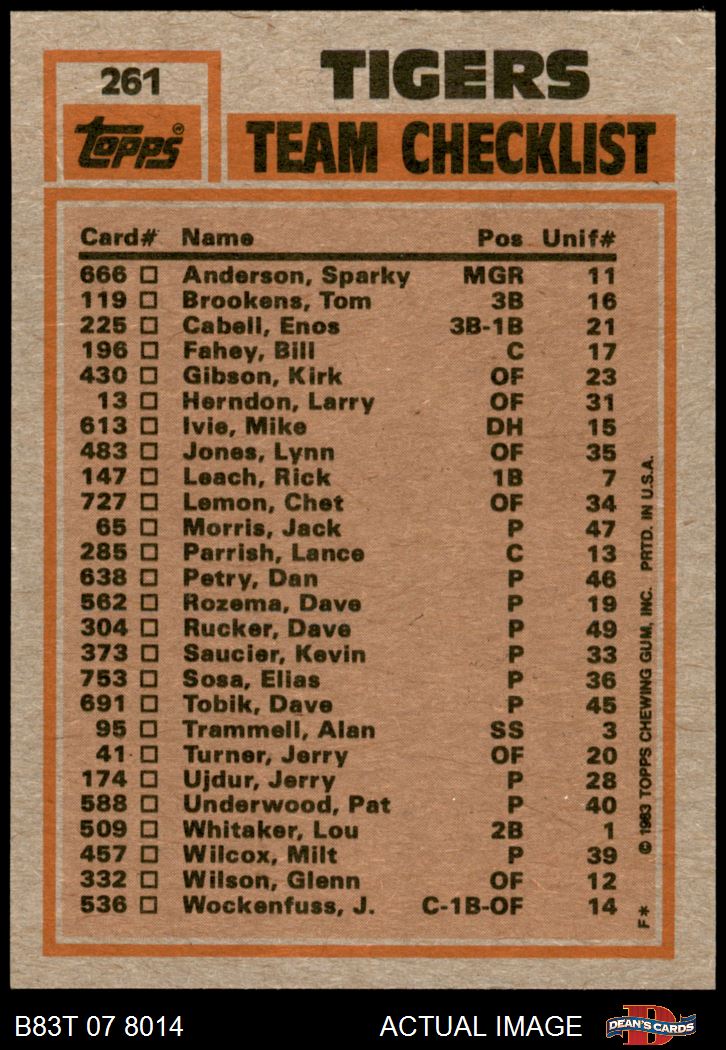 261
TIGERS
Topps®
TEAM CHECKLIST
Card# Name Pos Unif#
666 Anderson, Sparky MGR 11
119 Brookens, Tom 3B 16
225 Cabell, Enos 3B-1B 21
196 Fahey, Bill C 17
430 Gibson, Kirk OF 23
13 Herndon, Larry OF 31
613 Ivie, Mike DH 15
483 Jones, Lynn OF 35
147 Leach, Rick 1B 7
727 Lemon, Chet OF 34
65 Morris, Jack P 47
285 Parrish, Lance C 13
638 Petry, Dan P 46
562 Rozema, Dave P 19
304 Rucker, Dave P 49
373 Saucier, Kevin P 33
753 Sosa, Elias P 36
691 Tobik, Dave P 45
95 Trammell, Alan SS 3
41 Turner, Jerry OF 20
174 Ujdur, Jerry P 28
588 Underwood, Pat P 40
509 Whitaker, Lou 2B 1
457 Wilcox, Milt P 39
332 Wilson, Glenn OF 12
536 Wockenfuss, J. C-1B-OF 14
F* © 1983 TOPPS CHEWING GUM, INC. PRTD. IN U.S.A.
B83T 07 8014 ACTUAL IMAGE
D
DEAN'S CARDS